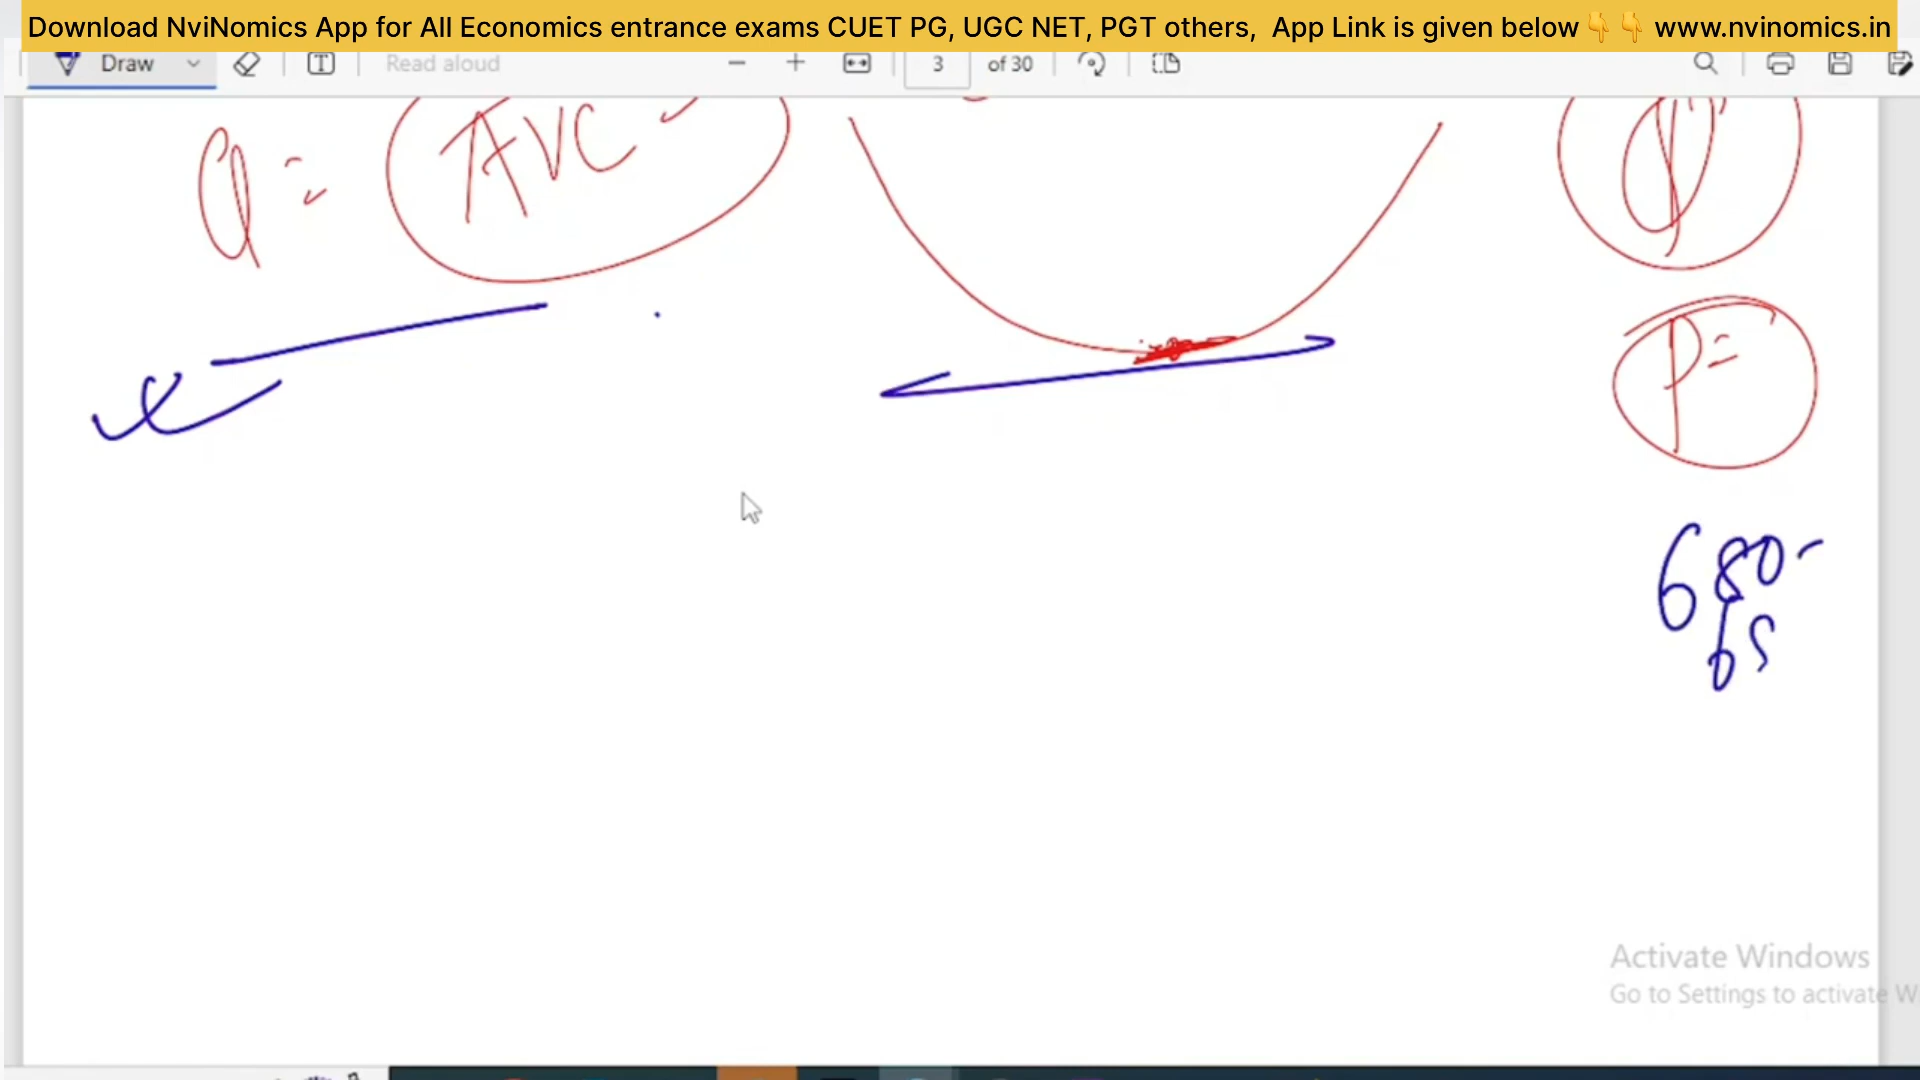 Download NviNomics App for All Economics entrance exams CUET PG, UGC NET, PGT others, App Link is given below👇👇 www.nvinomics.in
Draw Read aloud 3 of 30
Q = AVC
P =
680-
Activate Windows
Go to Settings to activate W